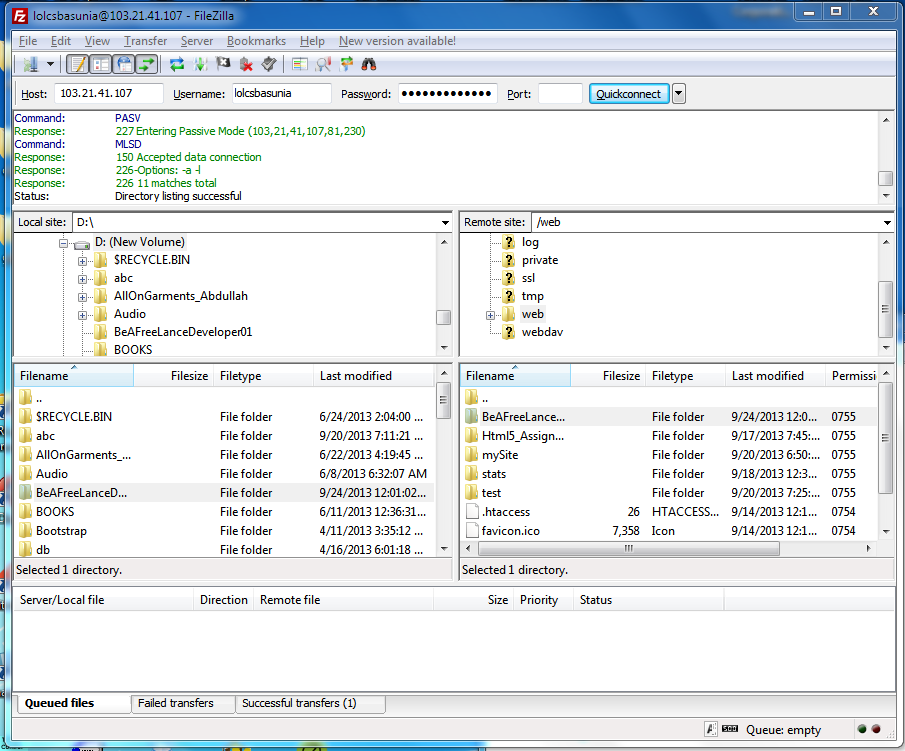 lolcsbasunia@103.21.41.107 - FileZilla
File Edit View Transfer Server Bookmarks Help New version available!
Host: 103.21.41.107 Username: lolcsbasunia Password: ●●●●●●●●●●●●● Port: Quickconnect
Command: PASV
Response: 227 Entering Passive Mode (103,21,41,107,81,230)
Command: MLSD
Response: 150 Accepted data connection
Response: 226-Options: -a -l
Response: 226 11 matches total
Status: Directory listing successful
Local site: D:\
D: (New Volume)
$RECYCLE.BIN
abc
AllOnGarments_Abdullah
Audio
BeAFreeLanceDeveloper01
BOOKS
Remote site: /web
log
private
ssl
tmp
web
webdav
Filename Filesize Filetype Last modified
..
$RECYCLE.BIN File folder 6/24/2013 2:04:00 ...
abc File folder 9/20/2013 7:11:21 ...
AllOnGarments_... File folder 6/22/2013 4:19:45 ...
Audio File folder 6/8/2013 6:32:07 AM
BeAFreeLanceD... File folder 9/24/2013 12:01:02...
BOOKS File folder 6/11/2013 12:36:31...
Bootstrap File folder 4/11/2013 3:35:12 ...
db File folder 4/16/2013 6:01:18 ...
Selected 1 directory.
Filename Filesize Filetype Last modified Permissi
..
BeAFreeLance... File folder 9/24/2013 12:0... 0755
Html5_Assign... File folder 9/17/2013 7:45:... 0755
mySite File folder 9/20/2013 6:50:... 0755
stats File folder 9/18/2013 12:3... 0755
test File folder 9/20/2013 7:25:... 0755
.htaccess 26 HTACCESS... 9/14/2013 12:1... 0754
favicon.ico 7,358 Icon 9/14/2013 12:1... 0754
Selected 1 directory.
Server/Local file Direction Remote file Size Priority Status
Queued files Failed transfers Successful transfers (1)
Queue: empty